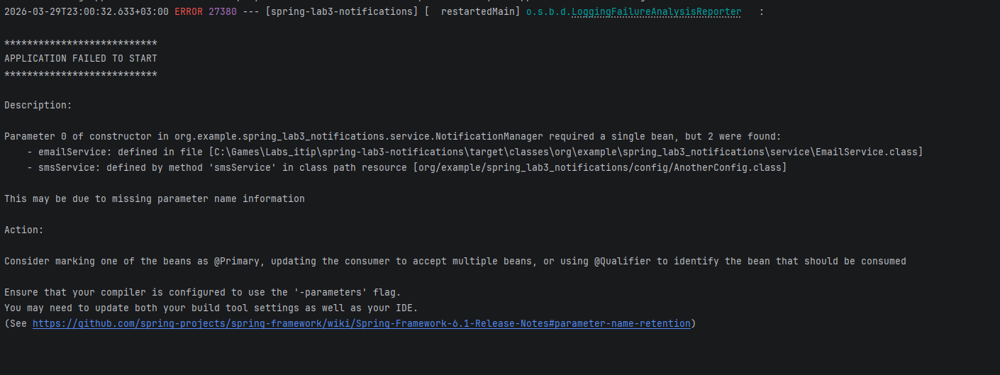 2026-03-29T23:00:32.633+03:00 ERROR 27380 --- [spring-lab3-notifications] [  restartedMain] o.s.b.d.LoggingFailureAnalysisReporter   :
***************************
APPLICATION FAILED TO START
***************************
Description:
Parameter 0 of constructor in org.example.spring_lab3_notifications.service.NotificationManager required a single bean, but 2 were found:
    - emailService: defined in file [C:\Games\Labs_itip\spring-lab3-notifications\target\classes\org\example\spring_lab3_notifications\service\EmailService.class]
    - smsService: defined by method 'smsService' in class path resource [org/example/spring_lab3_notifications/config/AnotherConfig.class]
This may be due to missing parameter name information
Action:
Consider marking one of the beans as @Primary, updating the consumer to accept multiple beans, or using @Qualifier to identify the bean that should be consumed
Ensure that your compiler is configured to use the '-parameters' flag.
You may need to update both your build tool settings as well as your IDE.
(See https://github.com/spring-projects/spring-framework/wiki/Spring-Framework-6.1-Release-Notes#parameter-name-retention)